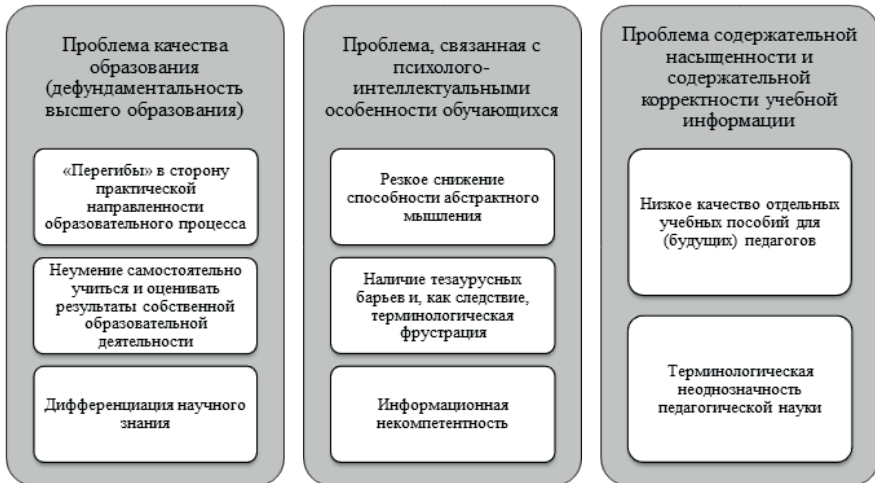 Проблема качества
образования
(дефундаментальность
высшего образования)
«Перегибы» в сторону
практической
направленности
образовательного процесса
Неумение самостоятельно
учиться и оценивать
результаты собственной
образовательной
деятельности
Дифференциация научного
знания
Проблема, связанная с
психолого-
интеллектуальными
особенности обучающихся
Резкое снижение
способности абстрактного
мышления
Наличие тезаурусных
барьев и, как следствие,
терминологическая
фрустрация
Информационная
некомпетентность
Проблема содержательной
насыщенности и
содержательной
корректности учебной
информации
Низкое качество отдельных
учебных пособий для
(будущих) педагогов
Терминологическая
неоднозначность
педагогической науки